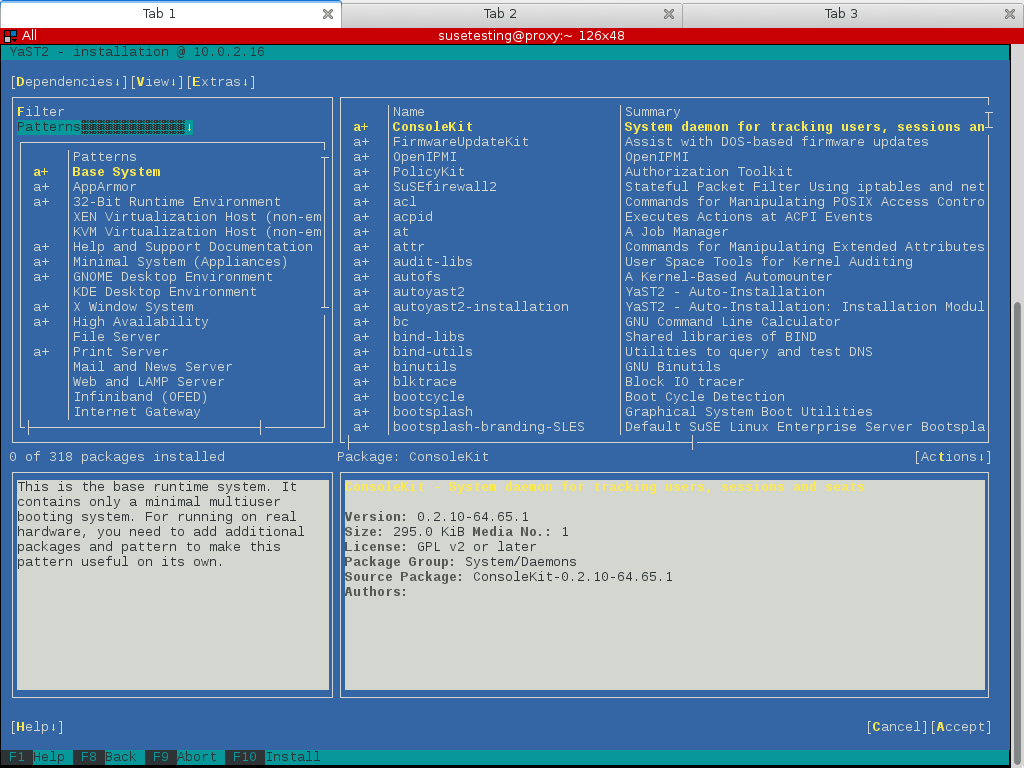 Tab 1
Tab 2
Tab 3
All
susetesting@proxy:~ 126x48
YaST2 - installation @ 10.0.2.16
[Dependencies↓][View↓][Extras↓]
Filter
Patterns
Patterns
a+ Base System
a+ AppArmor
a+ 32-Bit Runtime Environment
XEN Virtualization Host (non-em
KVM Virtualization Host (non-em
a+ Help and Support Documentation
a+ Minimal System (Appliances)
a+ GNOME Desktop Environment
KDE Desktop Environment
a+ X Window System
a+ High Availability
File Server
a+ Print Server
Mail and News Server
Web and LAMP Server
Infiniband (OFED)
Internet Gateway
Name Summary
a+ ConsoleKit System daemon for tracking users, sessions an
a+ FirmwareUpdateKit Assist with DOS-based firmware updates
a+ OpenIPMI OpenIPMI
a+ PolicyKit Authorization Toolkit
a+ SuSEfirewall2 Stateful Packet Filter Using iptables and net
a+ acl Commands for Manipulating POSIX Access Contro
a+ acpid Executes Actions at ACPI Events
a+ at A Job Manager
a+ attr Commands for Manipulating Extended Attributes
a+ audit-libs User Space Tools for Kernel Auditing
a+ autofs A Kernel-Based Automounter
a+ autoyast2 YaST2 - Auto-Installation
a+ autoyast2-installation YaST2 - Auto-Installation: Installation Modul
a+ bc GNU Command Line Calculator
a+ bind-libs Shared libraries of BIND
a+ bind-utils Utilities to query and test DNS
a+ binutils GNU Binutils
a+ blktrace Block IO tracer
a+ bootcycle Boot Cycle Detection
a+ bootsplash Graphical System Boot Utilities
a+ bootsplash-branding-SLES Default SuSE Linux Enterprise Server Bootspla
0 of 318 packages installed
Package: ConsoleKit
[Actions↓]
This is the base runtime system. It
contains only a minimal multiuser
booting system. For running on real
hardware, you need to add additional
packages and pattern to make this
pattern useful on its own.
ConsoleKit - System daemon for tracking users, sessions and seats
Version: 0.2.10-64.65.1
Size: 295.0 KiB Media No.: 1
License: GPL v2 or later
Package Group: System/Daemons
Source Package: ConsoleKit-0.2.10-64.65.1
Authors:
[Help↓]
[Cancel][Accept]
F1 Help F8 Back F9 Abort F10 Install